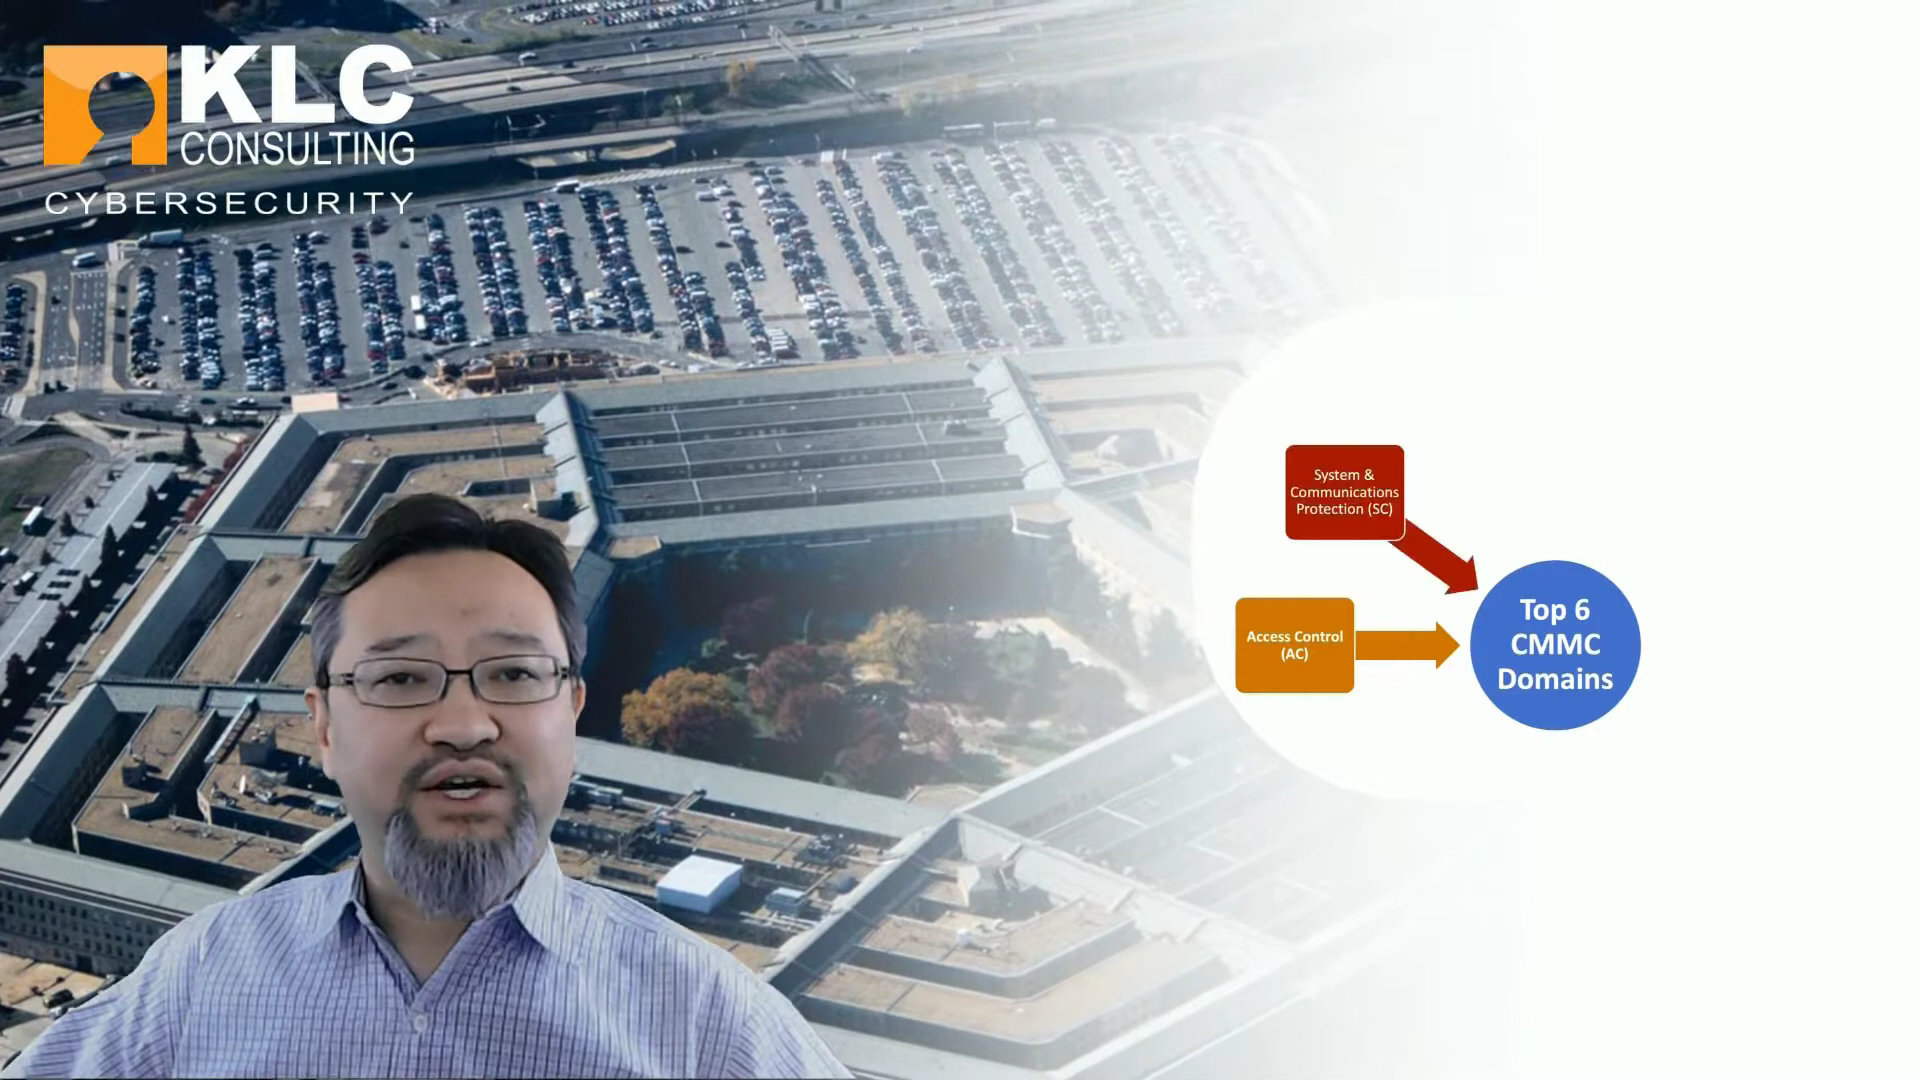 KLC
CONSULTING
CYBERSECURITY
System &
Communications
Protection (SC)
Access Control
(AC)
Top 6
CMMC
Domains